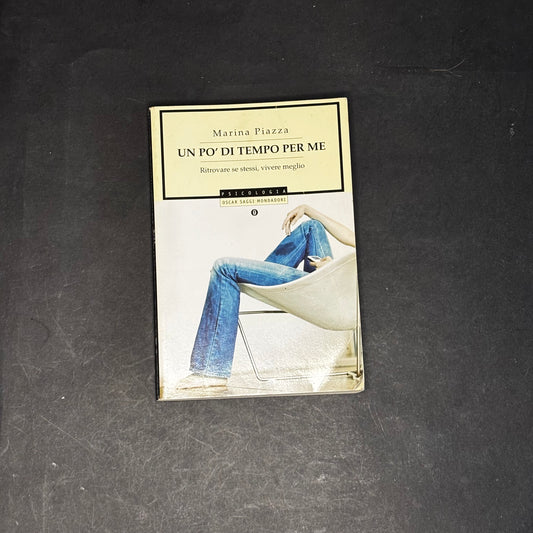 Marina Piazza
UN PO' DI TEMPO PER ME
Ritrovare se stessi, vivere meglio
PSICOLOGIA
OSCAR SAGGI MONDADORI